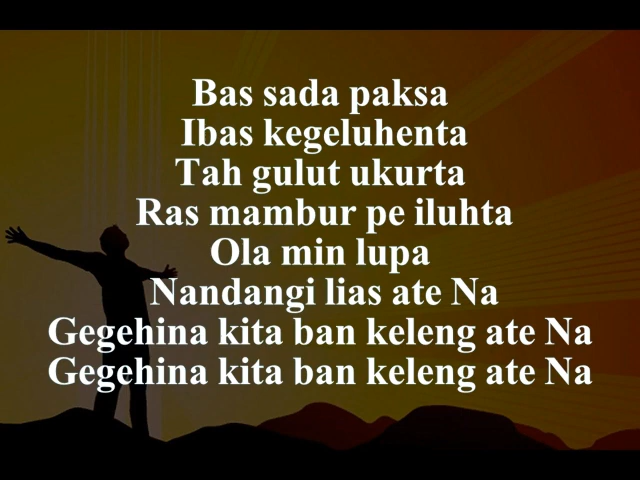 Bas sada paksa
Ibas kegeluhenta
Tah gulut ukurta
Ras mambur pe iluhta
Ola min lupa
Nandangi lias ate Na
Gegehina kita ban keleng ate Na
Gegehina kita ban keleng ate Na